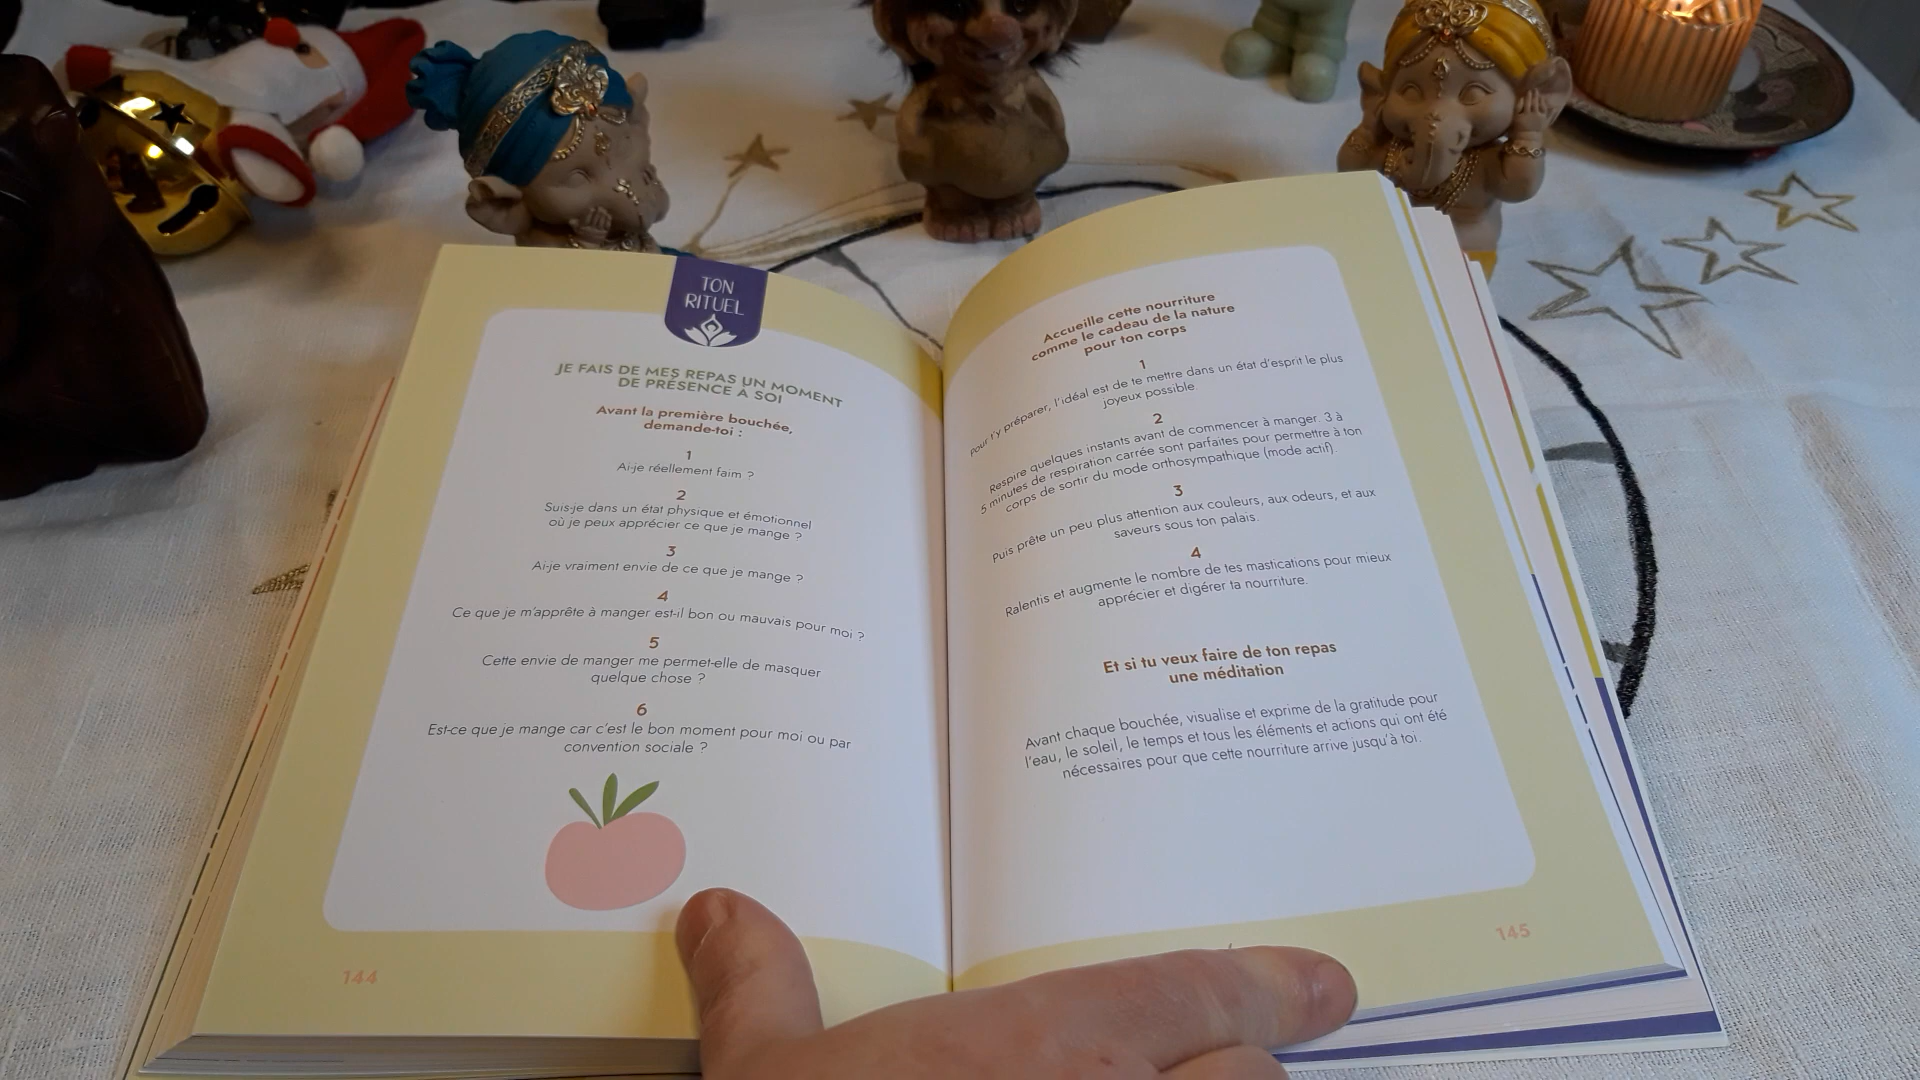 TON
RITUEL
JE FAIS DE MES REPAS UN MOMENT
DE PRÉSENCE À SOI
Avant la première bouchée,
demande-toi :
1
Ai-je réellement faim ?
2
Suis-je dans un état physique et émotionnel
où je peux apprécier ce que je mange ?
3
Ai-je vraiment envie de ce que je mange ?
4
Ce que je m'apprête à manger est-il bon ou mauvais pour moi ?
5
Cette envie de manger me permet-elle de masquer
quelque chose ?
6
Est-ce que je mange car c'est le bon moment pour moi ou par
convention sociale ?
144
Accueille cette nourriture
comme le cadeau de la nature
pour ton corps
1
Pour t'y préparer, l'idéal est de te mettre dans un état d'esprit le plus
joyeux possible.
2
Respire quelques instants avant de commencer à manger. 3 à
5 minutes de respiration carrée sont parfaites pour permettre à ton
corps de sortir du mode orthosympathique (mode actif).
3
Puis prête un peu plus attention aux couleurs, aux odeurs, et aux
saveurs sous ton palais.
4
Ralentis et augmente le nombre de tes mastications pour mieux
apprécier et digérer ta nourriture.
Et si tu veux faire de ton repas
une méditation
Avant chaque bouchée, visualise et exprime de la gratitude pour
l'eau, le soleil, le temps et tous les éléments et actions qui ont été
nécessaires pour que cette nourriture arrive jusqu'à toi.
145